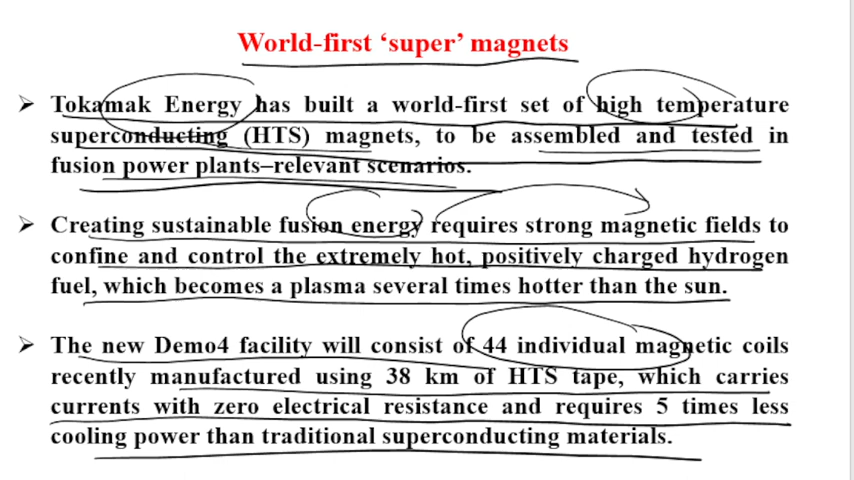 World-first ‘super’ magnets
➢ Tokamak Energy has built a world-first set of high temperature
superconducting (HTS) magnets, to be assembled and tested in
fusion power plants–relevant scenarios.
➢ Creating sustainable fusion energy requires strong magnetic fields to
confine and control the extremely hot, positively charged hydrogen
fuel, which becomes a plasma several times hotter than the sun.
➢ The new Demo4 facility will consist of 44 individual magnetic coils
recently manufactured using 38 km of HTS tape, which carries
currents with zero electrical resistance and requires 5 times less
cooling power than traditional superconducting materials.